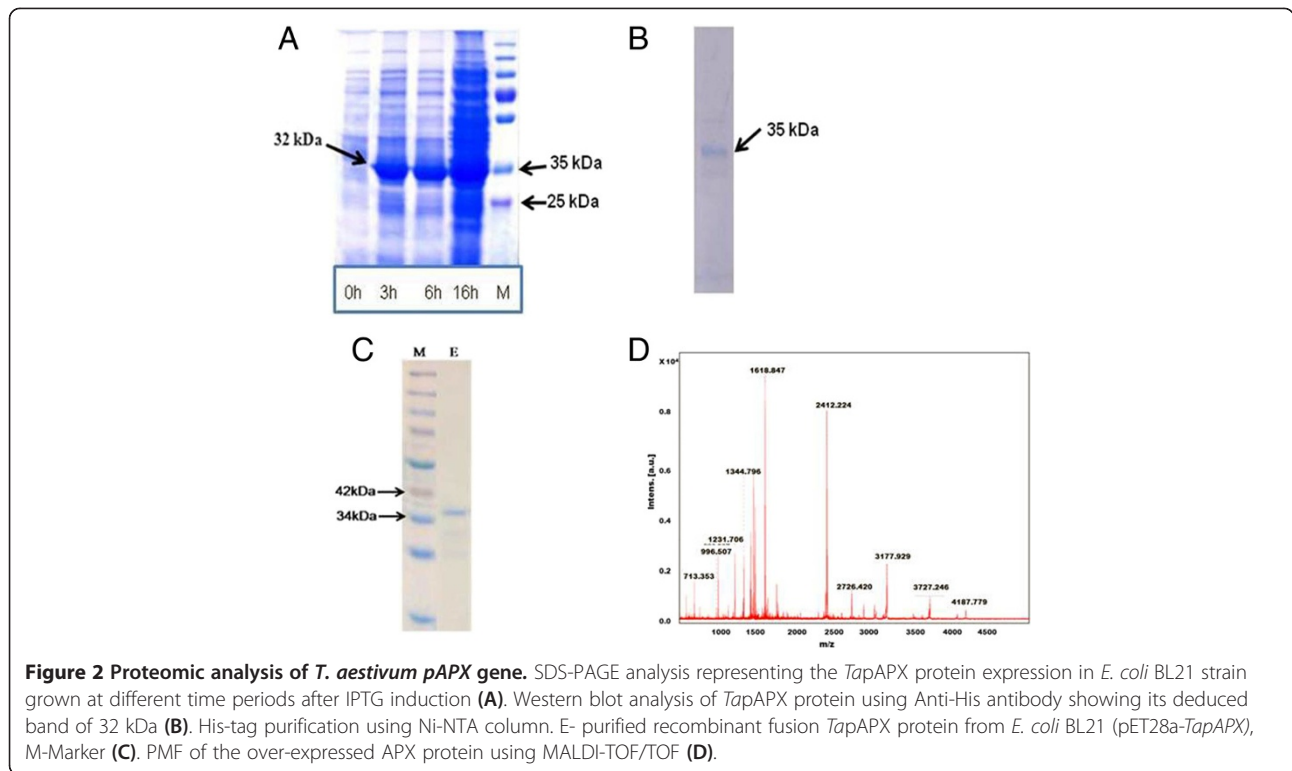 A
32 kDa
35 kDa
25 kDa
0h 3h 6h 16h M
B
35 kDa
C
M E
42kDa
34kDa
D
X 10⁴
1618.847
0.8
2412.224
0.6
1344.796
Intens. [a.u.]
0.4
1231.706
996.507
0.2
713.353
3177.929
2726.420
3727.246
4187.779
0.0
1000 1500 2000 2500 3000 3500 4000 4500
m/z
Figure 2 Proteomic analysis of T. aestivum pAPX gene. SDS-PAGE analysis representing the TapAPX protein expression in E. coli BL21 strain
grown at different time periods after IPTG induction (A). Western blot analysis of TapAPX protein using Anti-His antibody showing its deduced
band of 32 kDa (B). His-tag purification using Ni-NTA column. E- purified recombinant fusion TapAPX protein from E. coli BL21 (pET28a-TapAPX),
M-Marker (C). PMF of the over-expressed APX protein using MALDI-TOF/TOF (D).